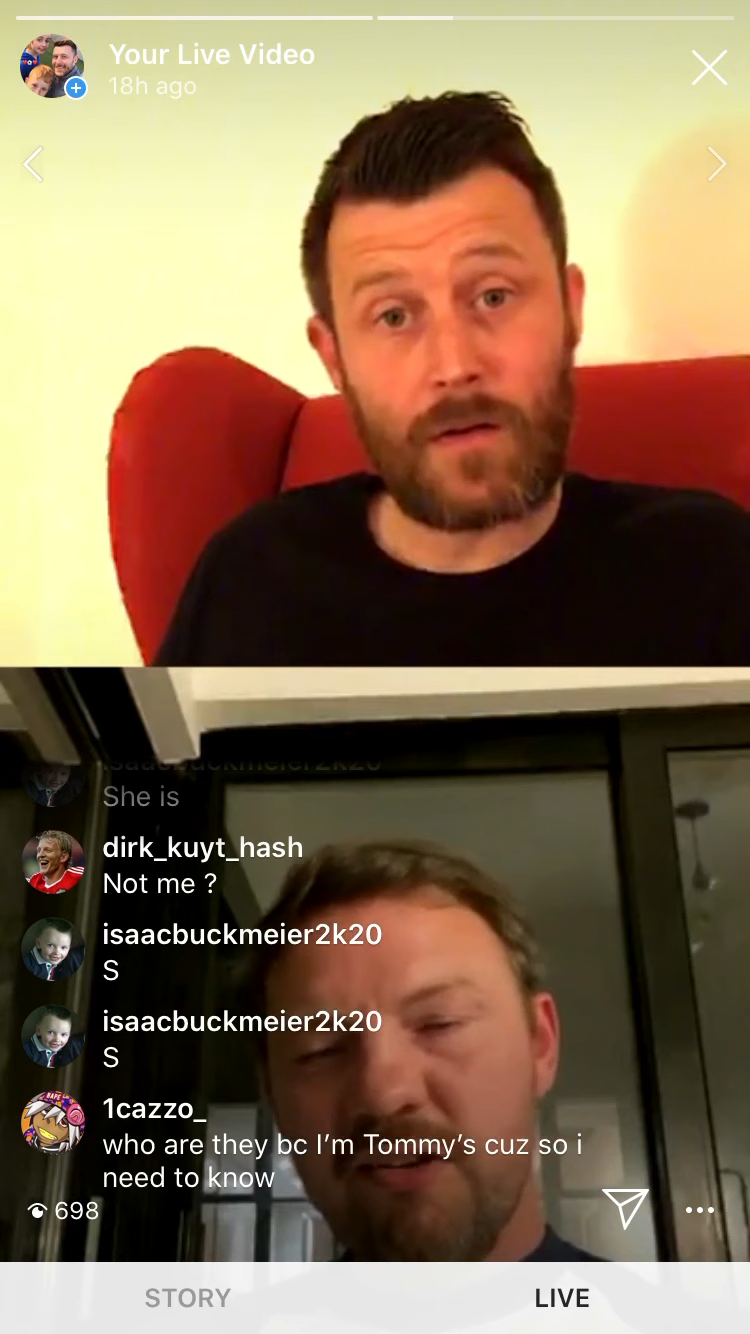 Your Live Video
18h ago
isaacbuckmeier2k20
She is
dirk_kuyt_hash
Not me ?
isaacbuckmeier2k20
S
isaacbuckmeier2k20
S
1cazzo_
who are they bc I’m Tommy’s cuz so i
need to know
698
STORY
LIVE